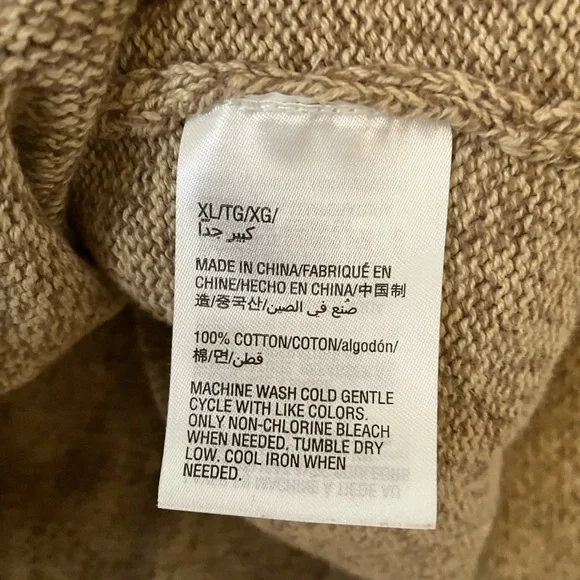 XL/TG/XG/
كبير جداً
MADE IN CHINA/FABRIQUÉ EN
CHINE/HECHO EN CHINA/中国制
造/중국산/صُنع في الصين
100% COTTON/COTON/algodón/
棉/면/قطن
MACHINE WASH COLD GENTLE
CYCLE WITH LIKE COLORS.
ONLY NON-CHLORINE BLEACH
WHEN NEEDED, TUMBLE DRY
LOW. COOL IRON WHEN
NEEDED.